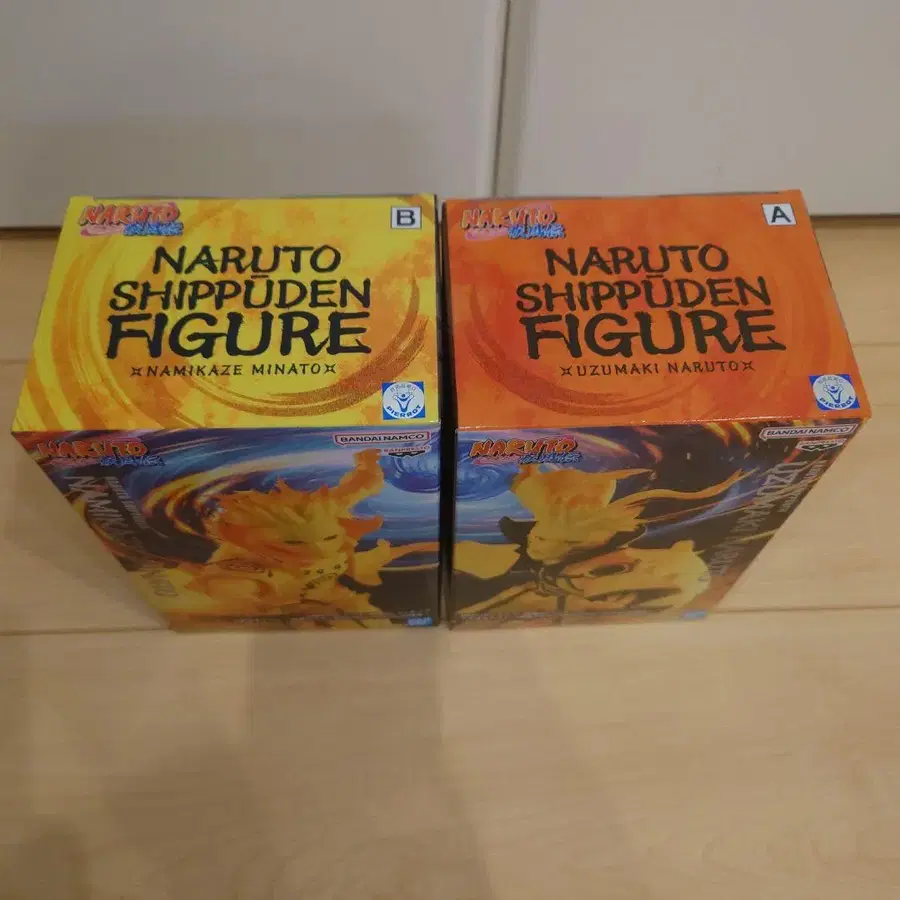 NARUTO
B
NARUTO
SHIPPŪDEN
FIGURE
NAMIKAZE MINATO
PIERROT
BANDAI NAMCO
NARUTO
NARUTO
A
NARUTO
SHIPPŪDEN
FIGURE
UZUMAKI NARUTO
PIERROT
BANDAI NAMCO
NARUTO
UZUMAKI